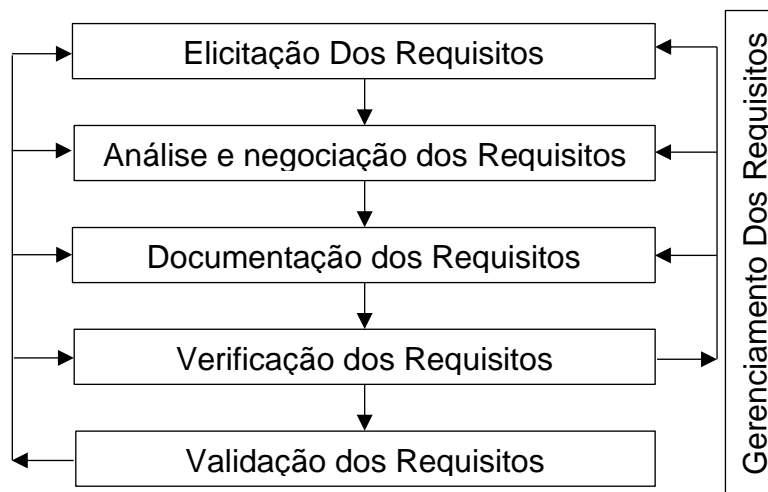 Elicitação Dos Requisitos
Análise e negociação dos Requisitos
Documentação dos Requisitos
Verificação dos Requisitos
Validação dos Requisitos
Gerenciamento Dos Requisitos